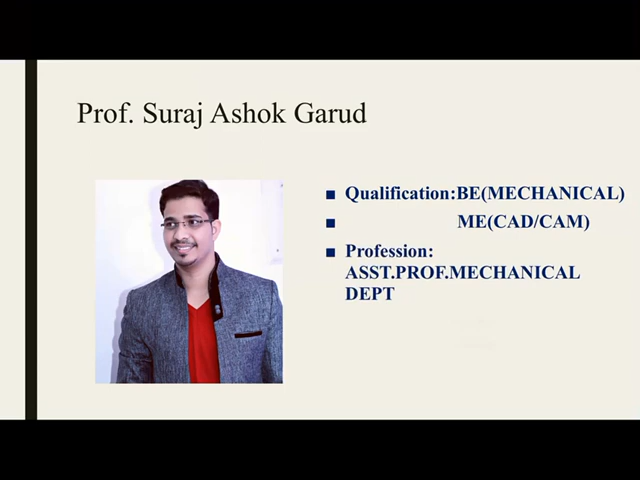 Prof. Suraj Ashok Garud
Qualification:BE(MECHANICAL)
ME(CAD/CAM)
Profession:
ASST.PROF.MECHANICAL
DEPT